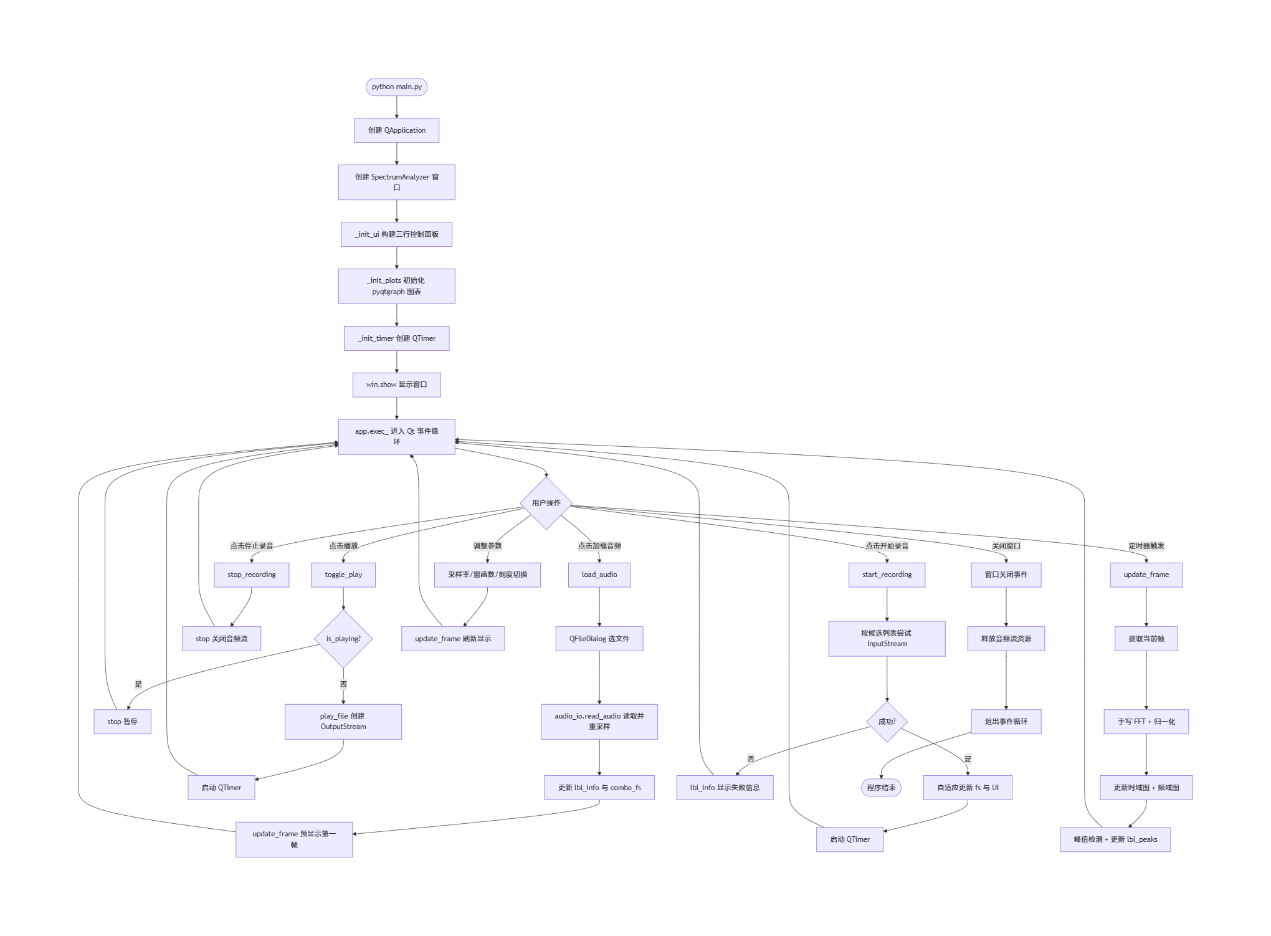 python main.py
创建 QApplication
创建 SpectrumAnalyzer 窗
口
_init_ui 构建三行控制面板
_init_plots 初始化
pyqtgraph 图表
_init_timer 创建 QTimer
win.show 显示窗口
app.exec_ 进入 Qt 事件循
环
用户操作
点击停止录音
点击播放
调整参数
点击加载音频
点击开始录音
关闭窗口
定时器触发
stop_recording
toggle_play
采样率/窗函数/刻度切换
load_audio
start_recording
窗口关闭事件
update_frame
stop 关闭音频流
is_playing?
update_frame 刷新显示
QFileDialog 选文件
按候选列表尝试
InputStream
释放音频流资源
提取当前帧
是
否
stop 暂停
play_file 创建
OutputStream
audio_io.read_audio 读取并
重采样
成功?
退出事件循环
手写 FFT + 归一化
否
是
启动 QTimer
更新 lbl_info 与 combo_fs
lbl_info 显示失败信息
程序结束
自适应更新 fs 与 UI
更新时域图 + 频域图
update_frame 预显示第一
帧
启动 QTimer
峰值检测 + 更新 lbl_peaks